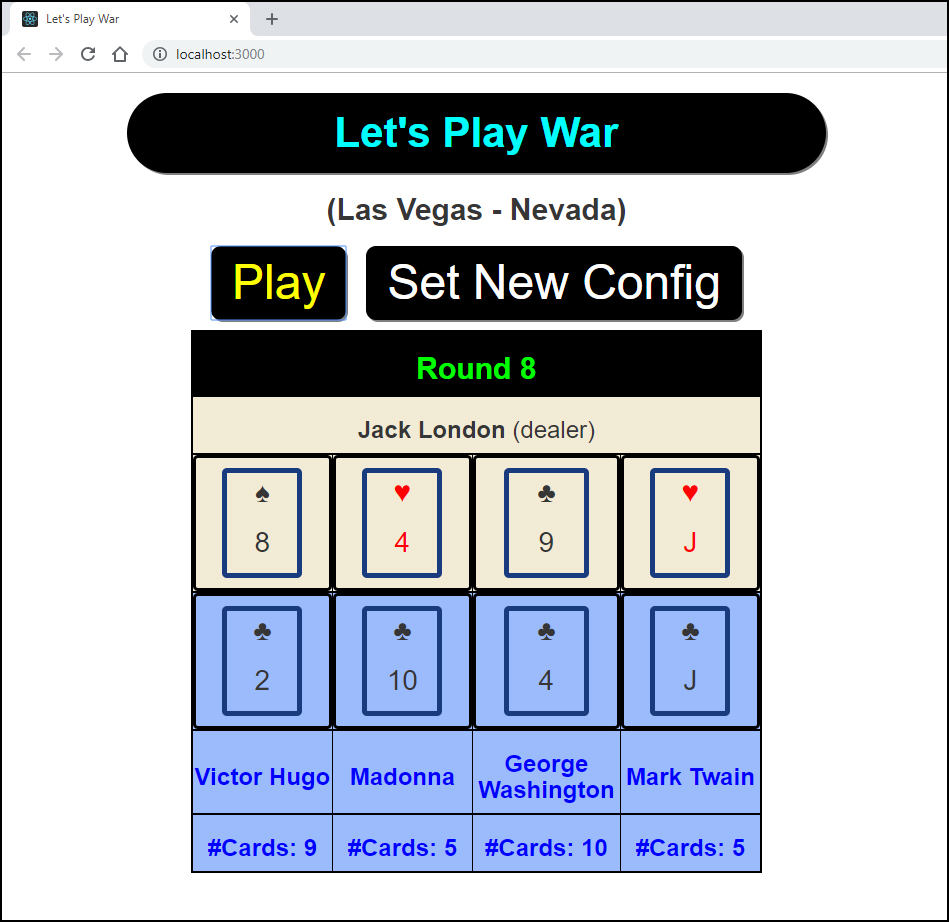 Let's Play War
localhost:3000
Let's Play War
(Las Vegas - Nevada)
Play Set New Config
Round 8
Jack London (dealer)
♠ ♥ ♣ ♥
8 4 9 J
♣ ♣ ♣ ♣
2 10 4 J
Victor Hugo Madonna George Washington Mark Twain
#Cards: 9 #Cards: 5 #Cards: 10 #Cards: 5